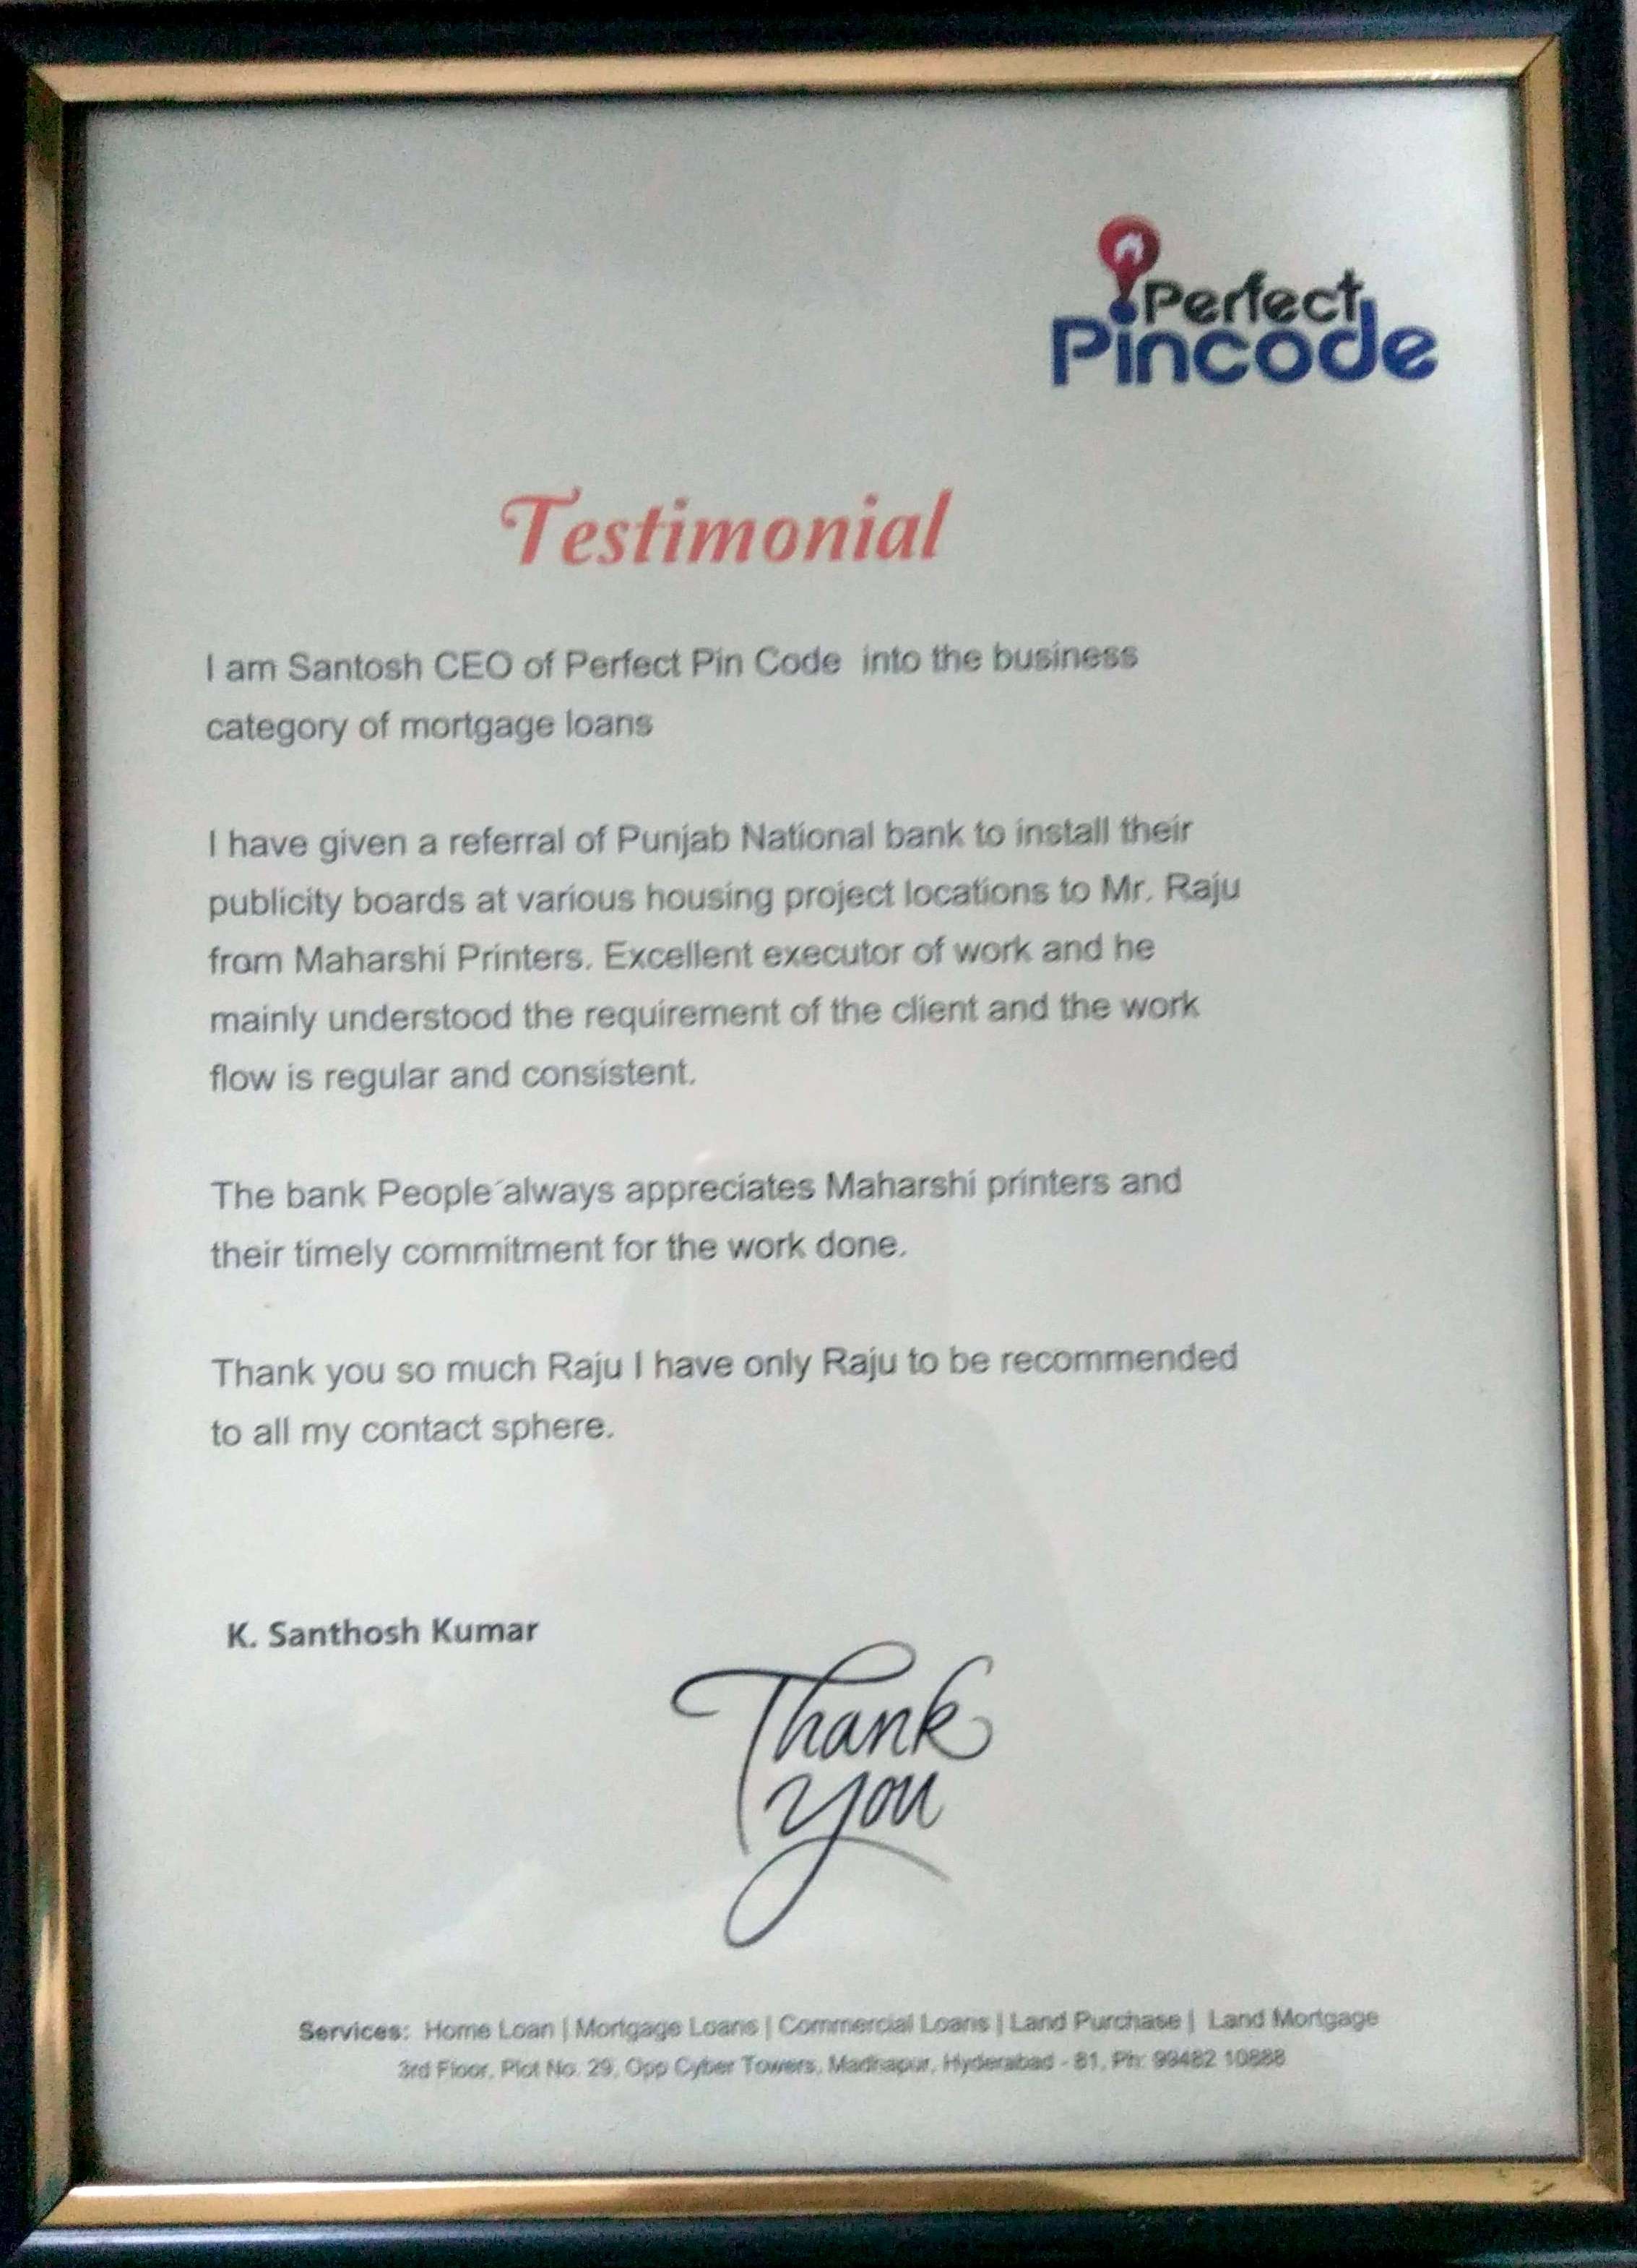 Perfect
Pincode
Testimonial
I am Santosh CEO of Perfect Pin Code into the business
category of mortgage loans
I have given a referral of Punjab National bank to install their
publicity boards at various housing project locations to Mr. Raju
from Maharshi Printers. Excellent executor of work and he
mainly understood the requirement of the client and the work
flow is regular and consistent.
The bank People´always appreciates Maharshi printers and
their timely commitment for the work done.
Thank you so much Raju I have only Raju to be recommended
to all my contact sphere.
K. Santhosh Kumar
Thank
you
Services: Home Loan | Mortgage Loans | Commercial Loans | Land Purchase | Land Mortgage
3rd Floor, Plot No. 29, Opp Cyber Towers, Madhapur, Hyderabad - 81, Ph: 99482 10888